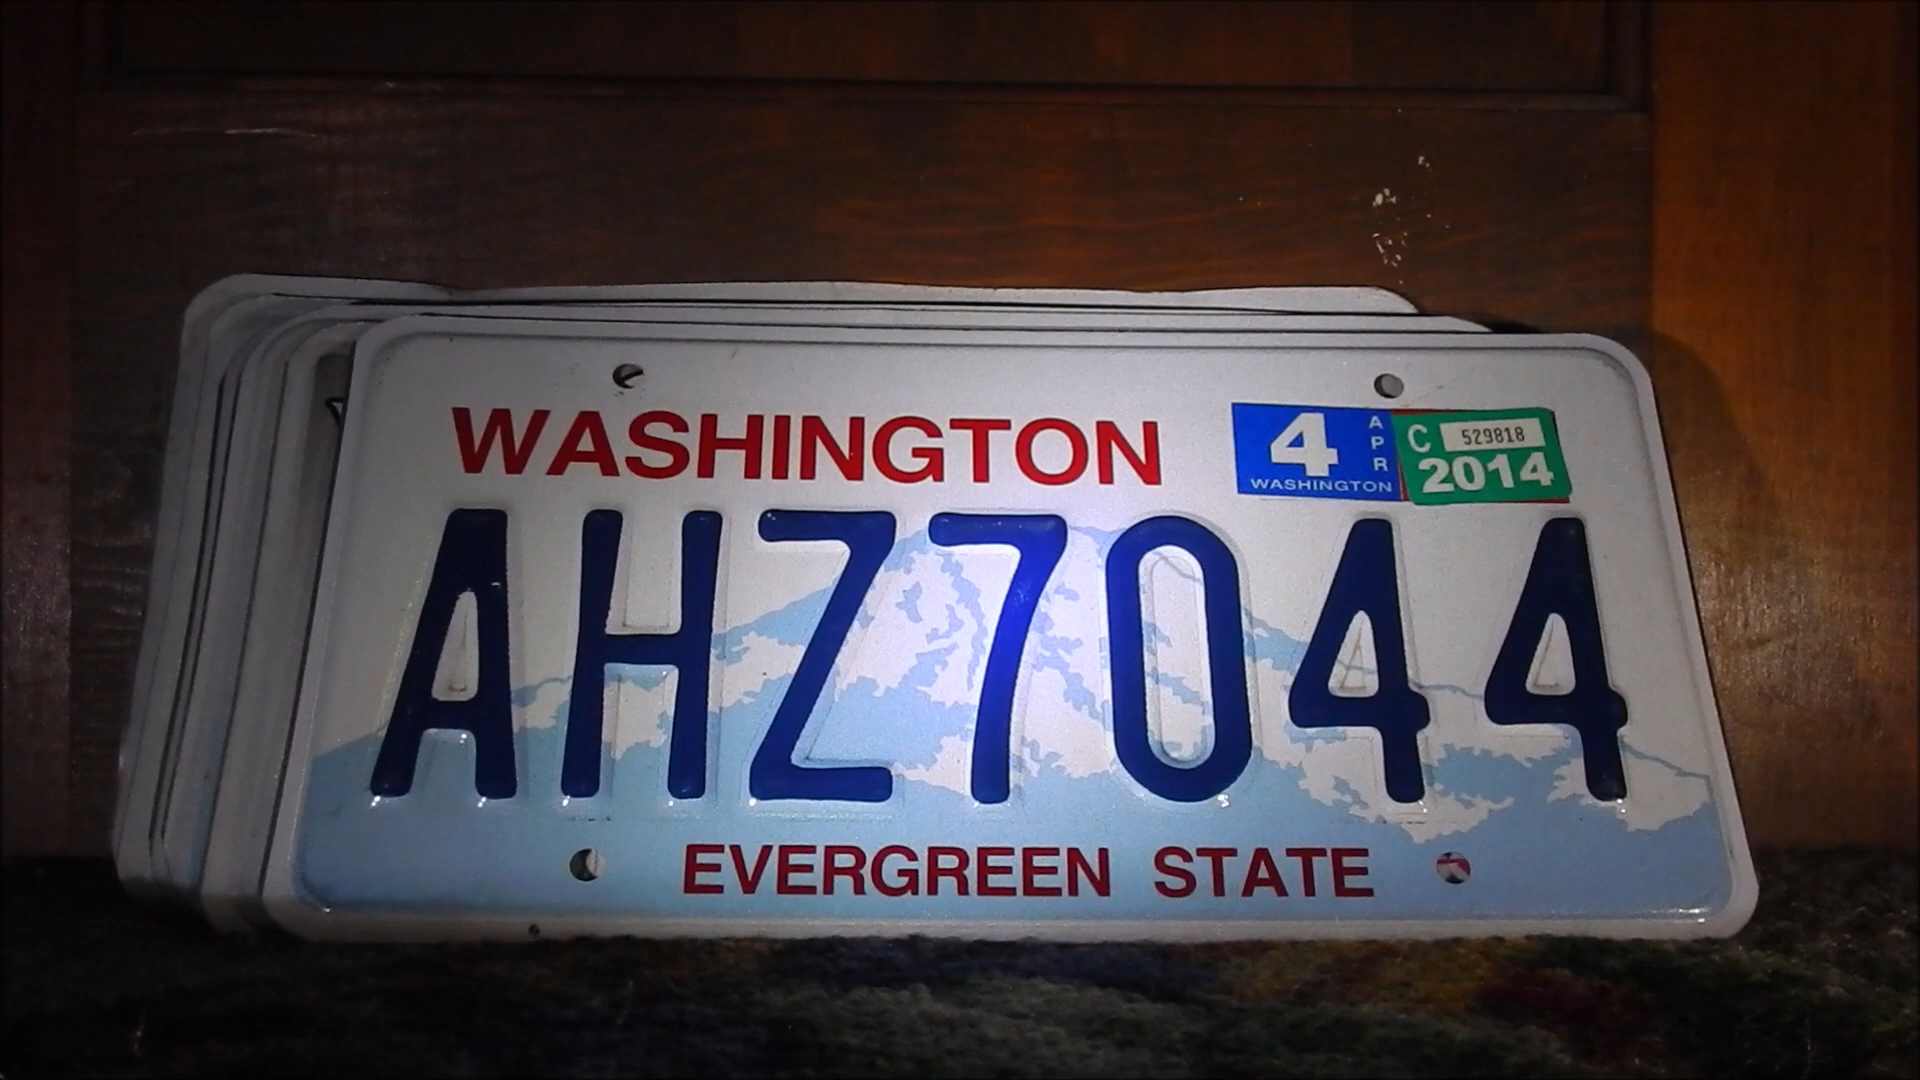 WASHINGTON
4 APR WASHINGTON
C 529818
2014
AHZ7044
EVERGREEN STATE